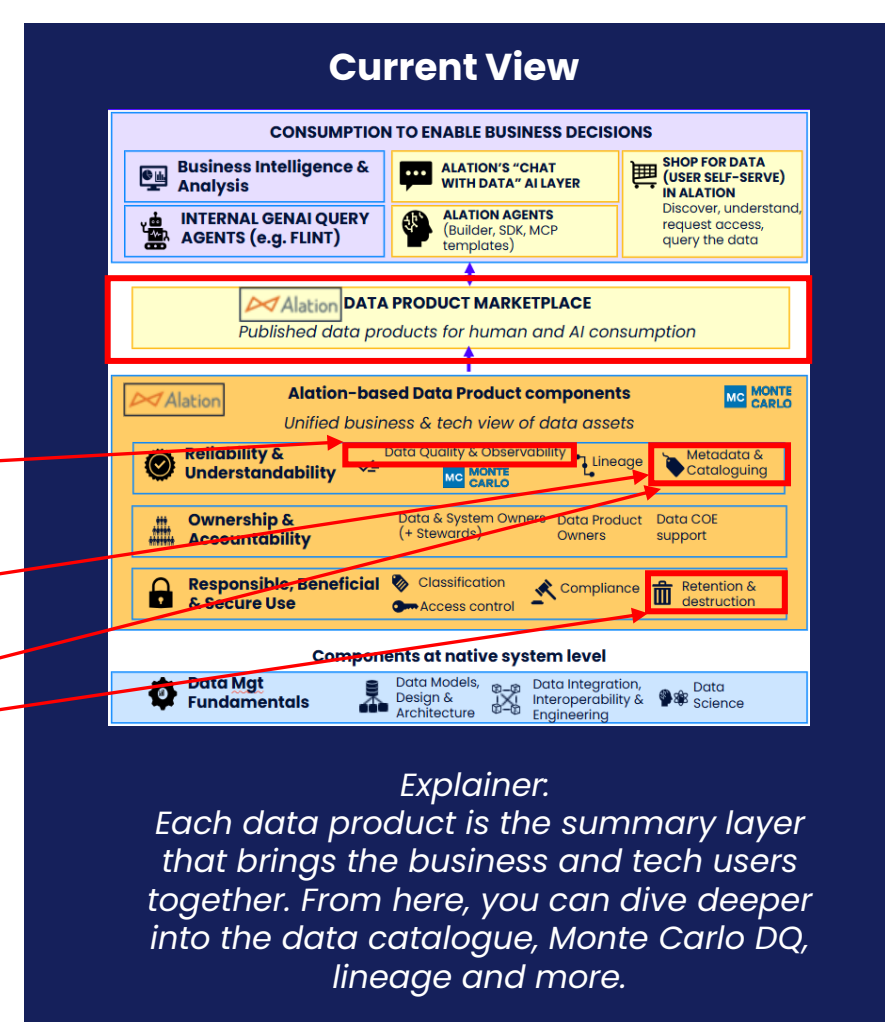 Current View
CONSUMPTION TO ENABLE BUSINESS DECISIONS
Business Intelligence &
Analysis
ALATION'S "CHAT
WITH DATA" AI LAYER
SHOP FOR DATA
(USER SELF-SERVE)
IN ALATION
Discover, understand,
request access,
query the data
INTERNAL GENAI QUERY
AGENTS (e.g. FLINT)
ALATION AGENTS
(Builder, SDK, MCP
templates)
Alation DATA PRODUCT MARKETPLACE
Published data products for human and AI consumption
Alation
Alation-based Data Product components
MC MONTE
CARLO
Unified business & tech view of data assets
Reliability &
Understandability
Data Quality & Observability
MC MONTE
CARLO
Lineage
Metadata &
Cataloguing
Ownership &
Accountability
Data & System Owners
(+ Stewards)
Data Product
Owners
Data COE
support
Responsible, Beneficial
& Secure Use
Classification
Access control
Compliance
Retention &
destruction
Components at native system level
Data Mgt
Fundamentals
Data Models,
Design &
Architecture
Data Integration,
Interoperability &
Engineering
Data
Science
Explainer:
Each data product is the summary layer
that brings the business and tech users
together. From here, you can dive deeper
into the data catalogue, Monte Carlo DQ,
lineage and more.